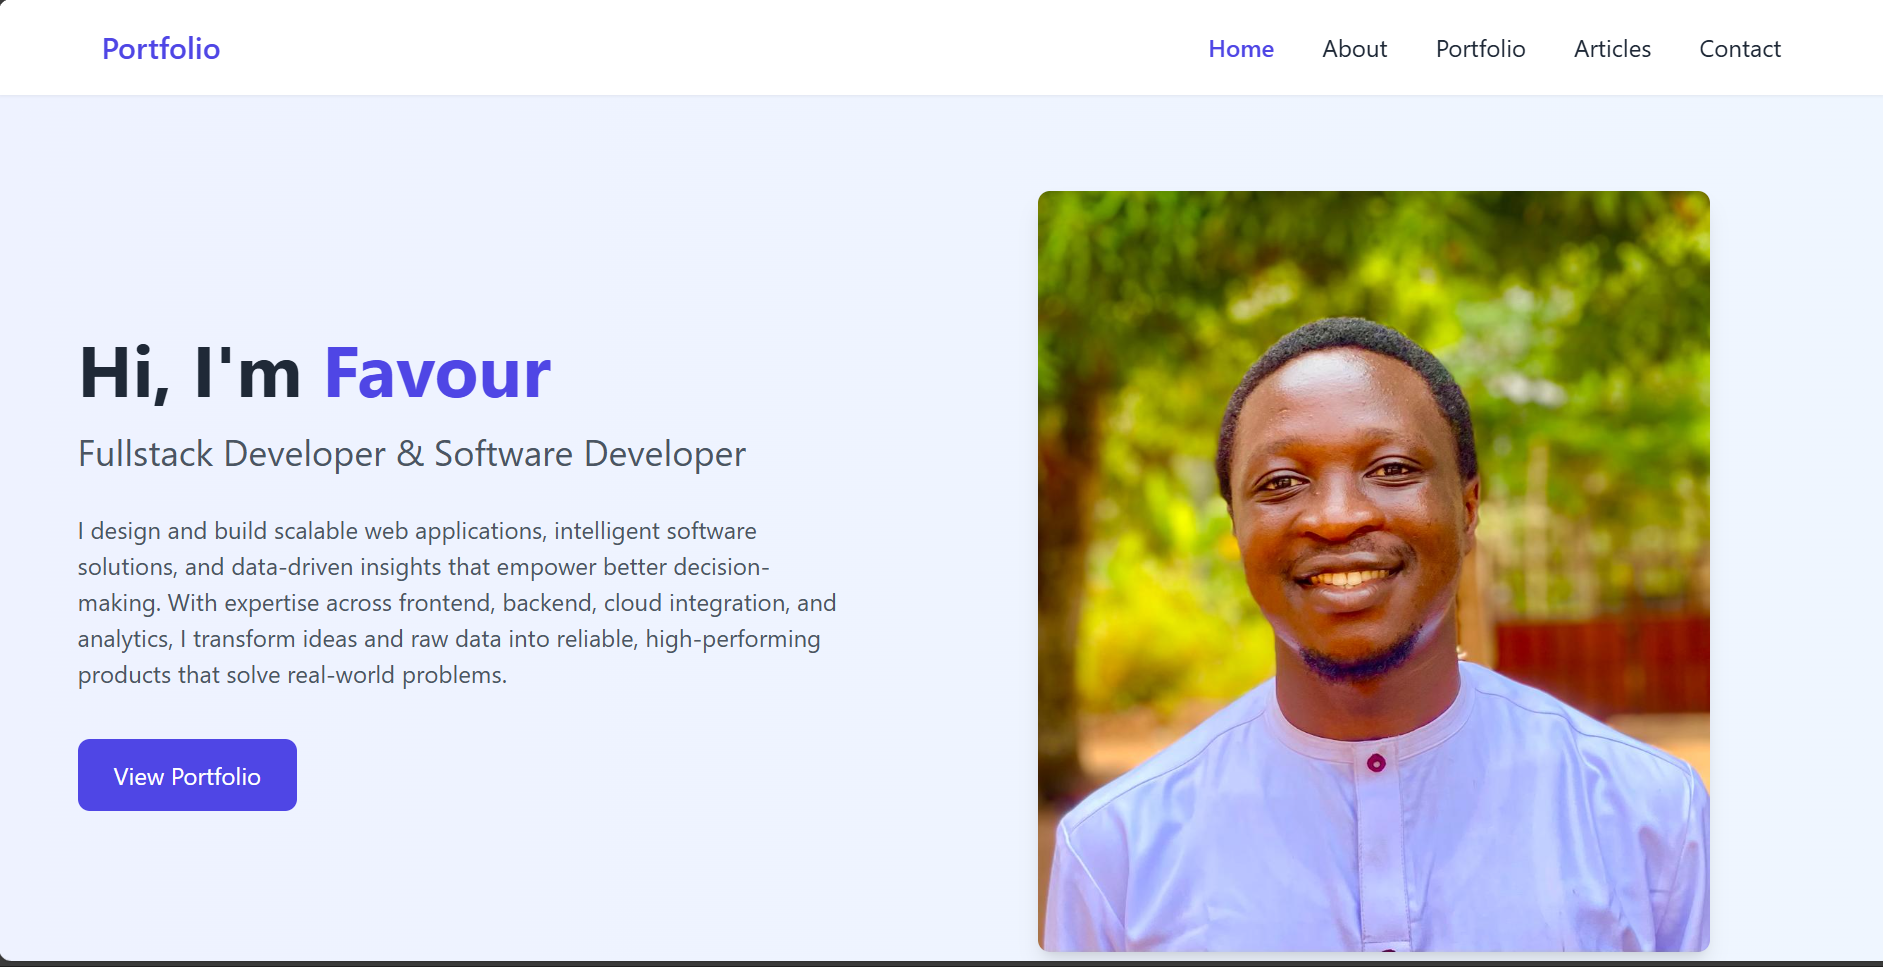 Portfolio
Home About Portfolio Articles Contact
Hi, I'm Favour
Fullstack Developer & Software Developer
I design and build scalable web applications, intelligent software
solutions, and data-driven insights that empower better decision-
making. With expertise across frontend, backend, cloud integration, and
analytics, I transform ideas and raw data into reliable, high-performing
products that solve real-world problems.
View Portfolio